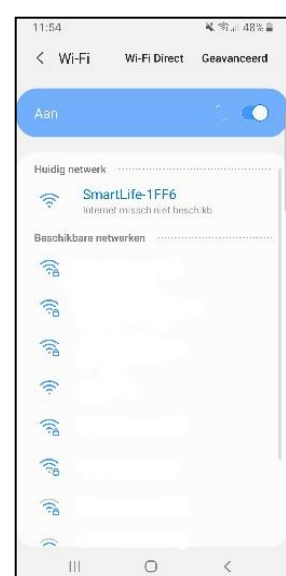 11:54 48%
Wi-Fi Wi-Fi Direct Geavanceerd
Aan
Huidig netwerk
SmartLife-1FF6
Internet missch niet beschikb.
Beschikbare netwerken